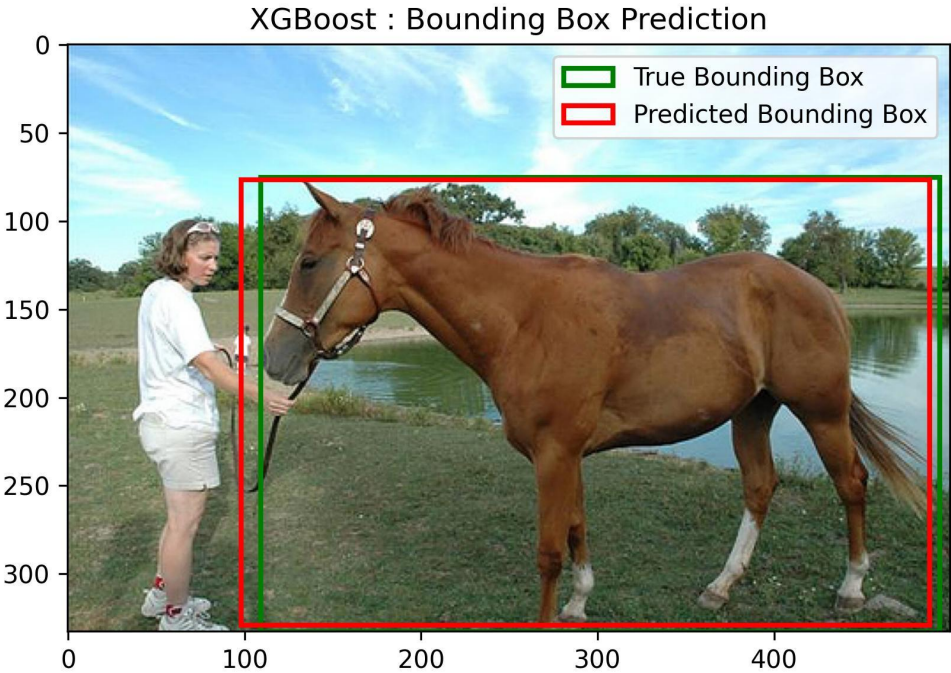 XGBoost : Bounding Box Prediction
True Bounding Box
Predicted Bounding Box
0
50
100
150
200
250
300
0 100 200 300 400